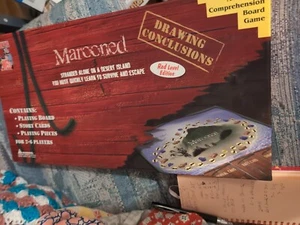 Comprehension
Board
Game
DRAWING
CONCLUSIONS
Marooned
STRANDED ALONE ON A DESERT ISLAND
YOU MUST QUICKLY LEARN TO SURVIVE AND ESCAPE
Red Level
Edition
CONTAINS:
• PLAYING BOARD
• STORY CARDS
• PLAYING PIECES
FOR 2-6 PLAYERS